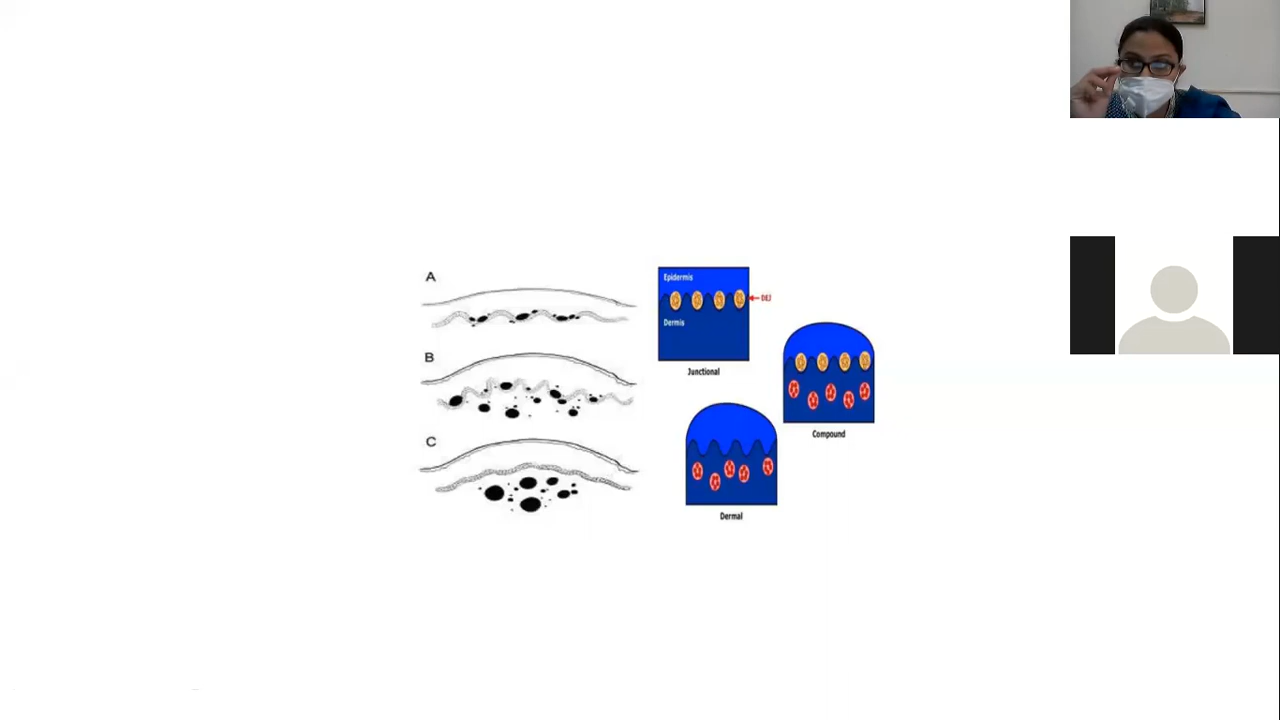 A
B
C
Epidermis
DEJ
Dermis
Junctional
Compound
Dermal